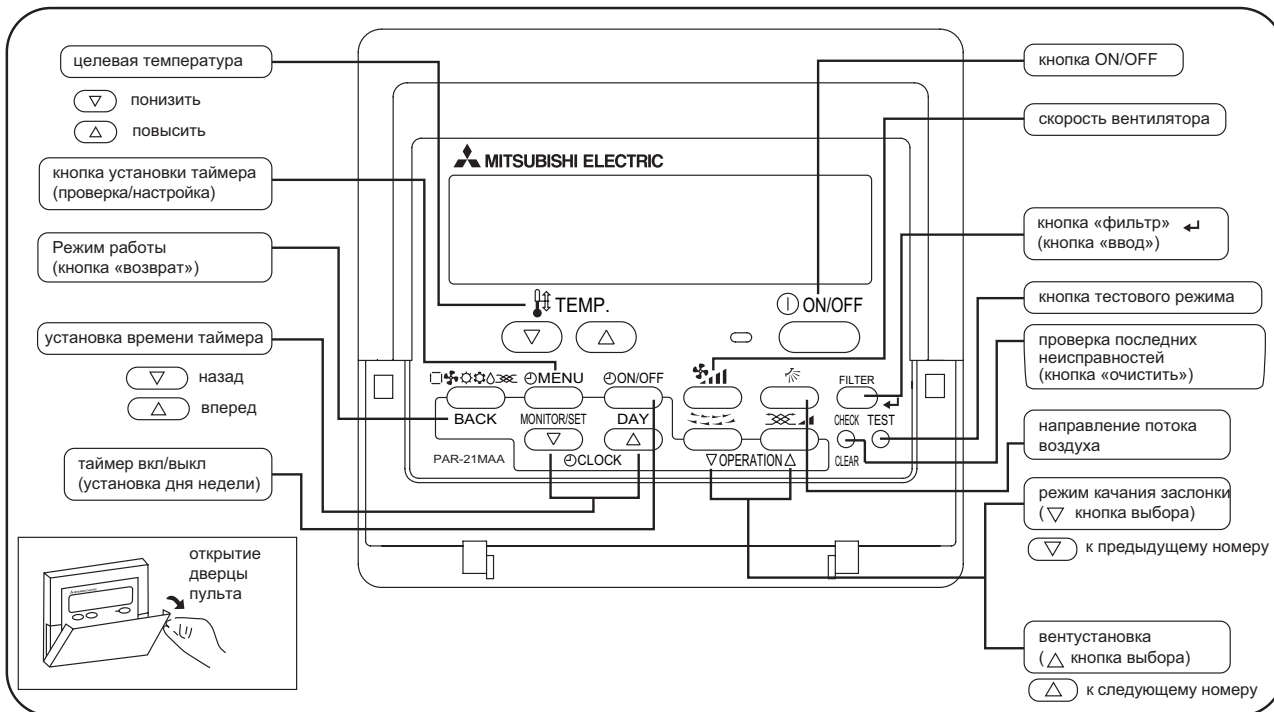 целевая температура
▽ понизить
△ повысить
кнопка установки таймера
(проверка/настройка)
Режим работы
(кнопка «возврат»)
установка времени таймера
▽ назад
△ вперед
таймер вкл/выкл
(установка дня недели)
открытие
дверцы
пульта
MITSUBISHI ELECTRIC
TEMP.
ON/OFF
▽ △
MENU
ON/OFF
FILTER
BACK
MONITOR/SET
DAY
CHECK TEST
▽ △
PAR-21MAA
CLOCK
▽ OPERATION △
CLEAR
кнопка ON/OFF
скорость вентилятора
кнопка «фильтр» ↵
(кнопка «ввод»)
кнопка тестового режима
проверка последних
неисправностей
(кнопка «очистить»)
направление потока
воздуха
режим качания заслонки
(▽ кнопка выбора)
▽ к предыдущему номеру
вентустановка
(△ кнопка выбора)
△ к следующему номеру